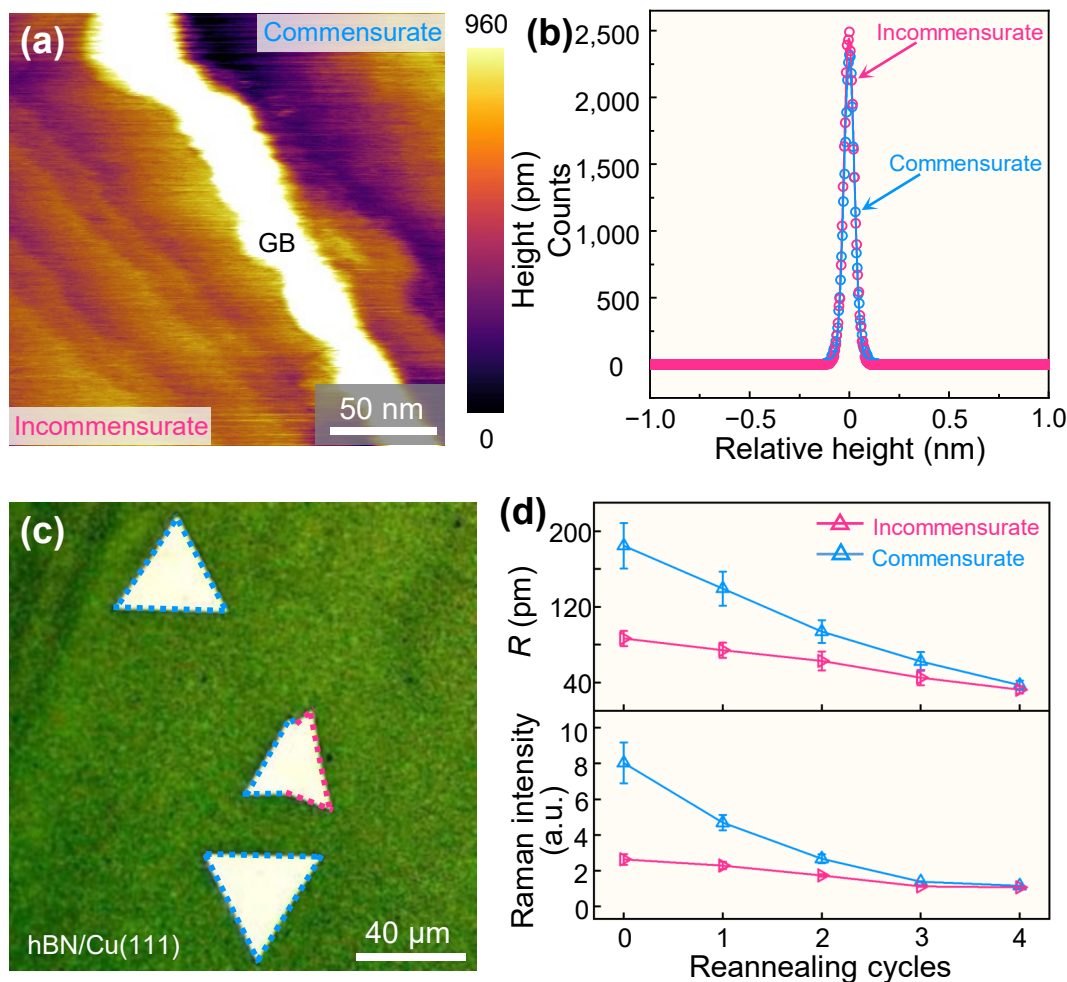 (a)
Commensurate
GB
Incommensurate
50 nm
960
Height (pm)
0
(b)
2,500
2,000
1,500
1,000
500
0
Counts
Incommensurate
Commensurate
−1.0
−0.5
0
0.5
1.0
Relative height (nm)
(c)
hBN/Cu(111)
40 µm
(d)
200
120
40
R (pm)
Incommensurate
Commensurate
10
8
6
4
2
0
Raman intensity
(a.u.)
0
1
2
3
4
Reannealing cycles